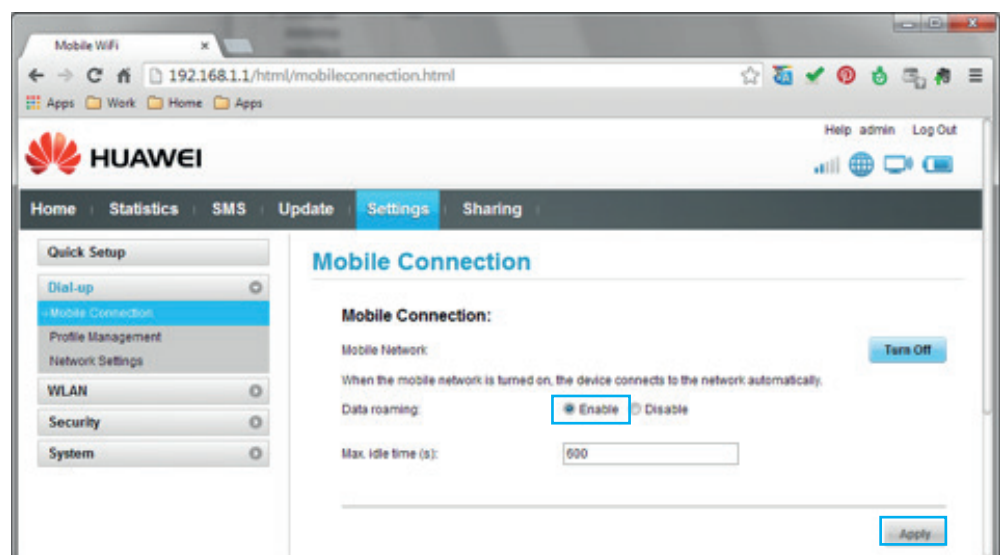 Mobile WiFi
192.168.1.1/html/mobileconnection.html
Apps Work Home Apps
Help admin Log Out
HUAWEI
Home Statistics SMS Update Settings Sharing
Quick Setup
Mobile Connection
Dial-up
Mobile Connection
Mobile Connection:
Profile Management
Mobile Network
Turn Off
Network Settings
When the mobile network is turned on, the device connects to the network automatically.
WLAN
Data roaming: Enable Disable
Security
System
Max. idle time (s): 600
Apply